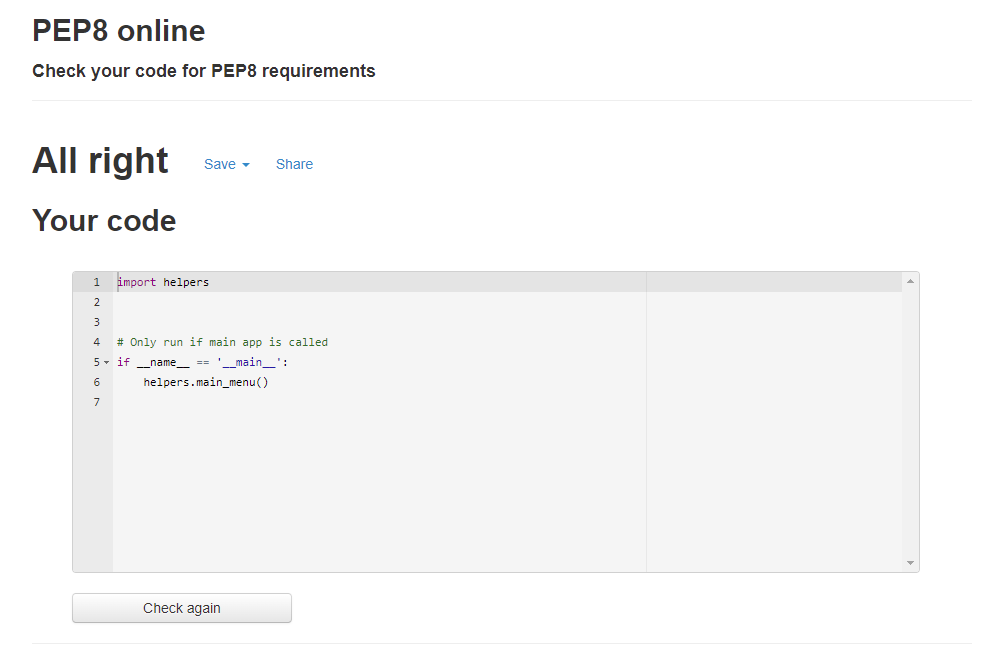 PEP8 online
Check your code for PEP8 requirements
All right Save Share
Your code
1 import helpers
2
3
4 # Only run if main app is called
5 if __name__ == '__main__':
6     helpers.main_menu()
7
Check again